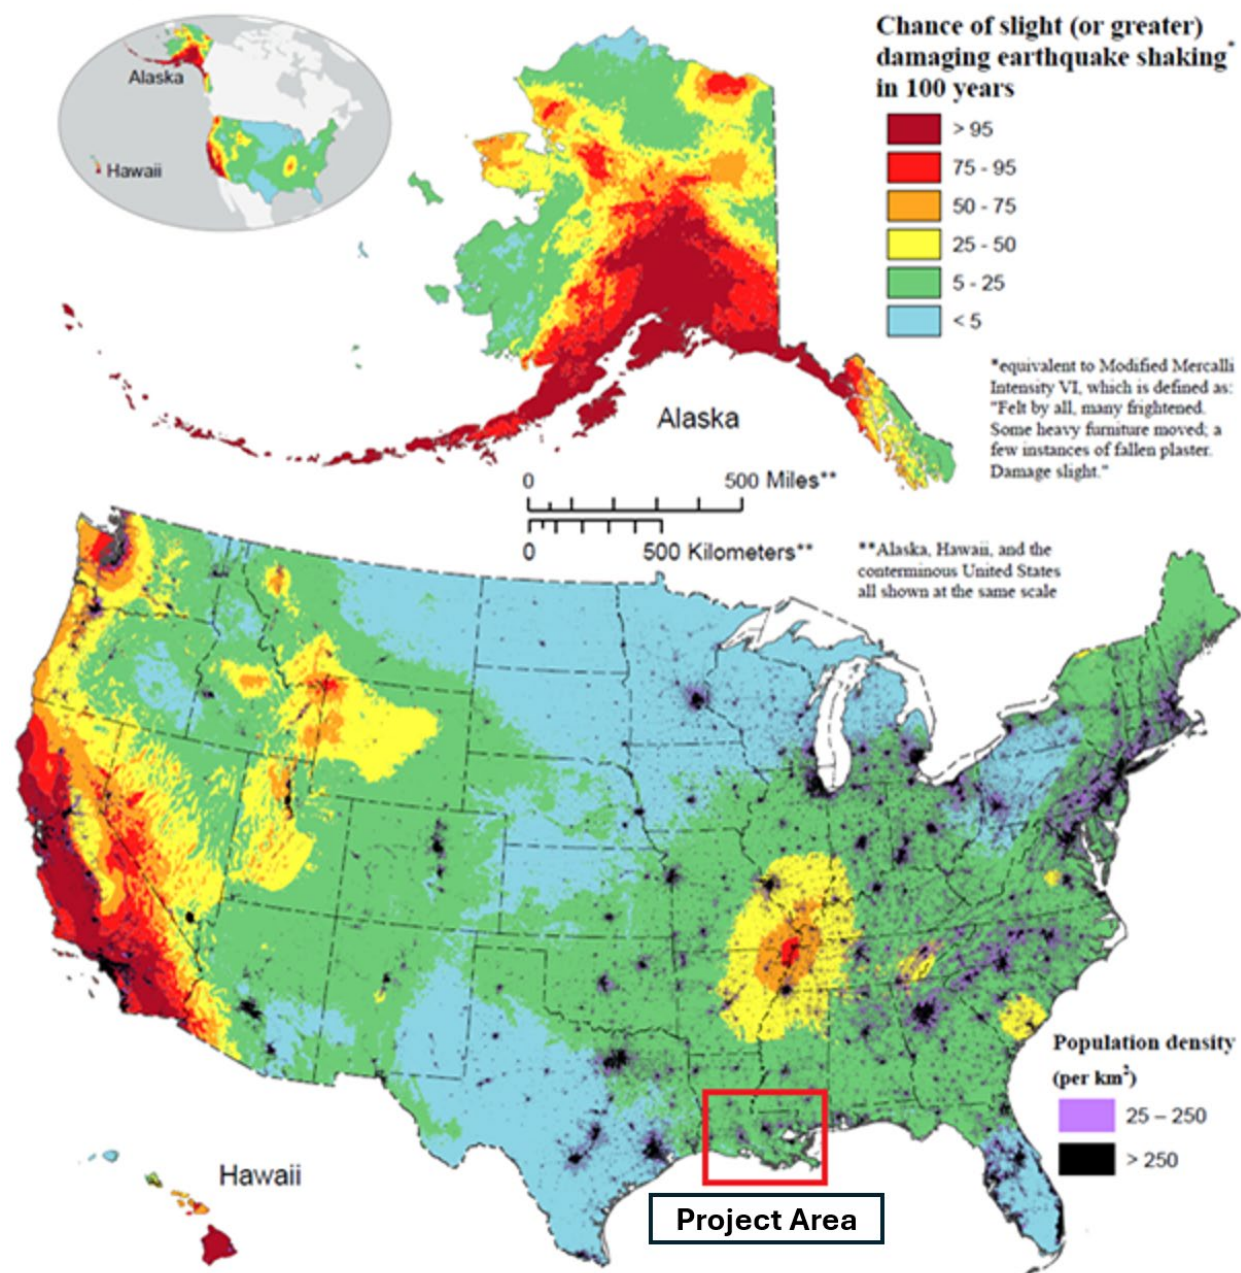 Chance of slight (or greater)
damaging earthquake shaking*
in 100 years
> 95
75 - 95
50 - 75
25 - 50
5 - 25
< 5
*equivalent to Modified Mercalli
Intensity VI, which is defined as:
"Felt by all, many frightened.
Some heavy furniture moved; a
few instances of fallen plaster.
Damage slight."
Alaska
Hawaii
Alaska
0 500 Miles**
0 500 Kilometers**
**Alaska, Hawaii, and the
conterminous United States
all shown at the same scale
Population density
(per km²)
25 – 250
> 250
Hawaii
Project Area